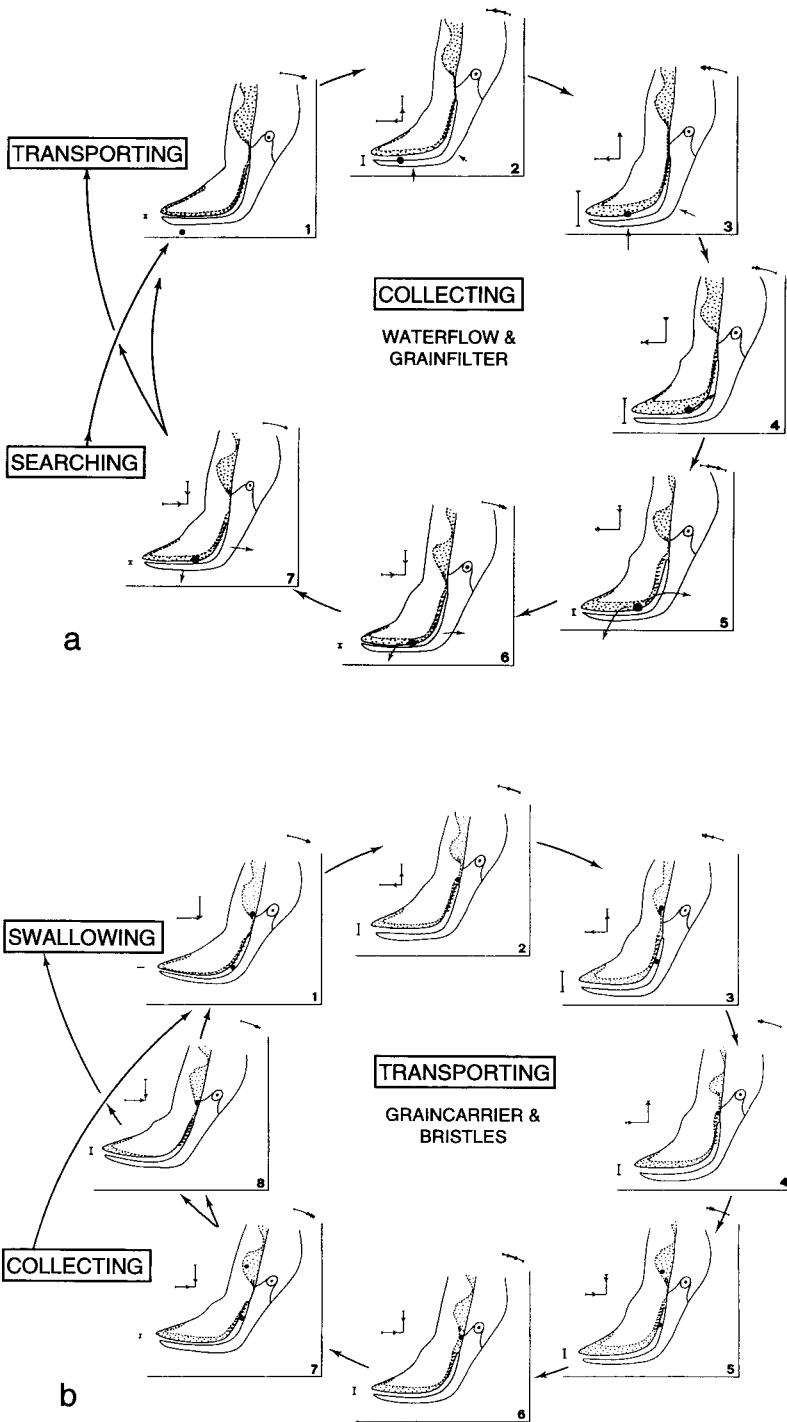 1
2
3
TRANSPORTING
COLLECTING
WATERFLOW &
GRAINFILTER
4
SEARCHING
7
6
5
a
1
2
3
SWALLOWING
TRANSPORTING
GRAINCARRIER &
BRISTLES
8
4
COLLECTING
7
6
5
b